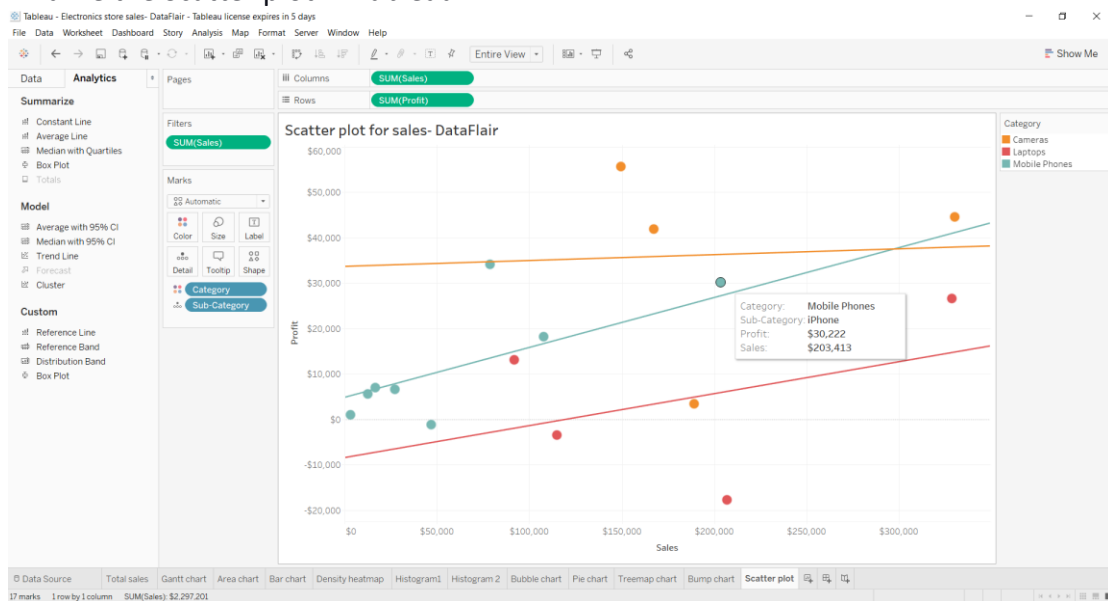 Tableau - Electronics store sales- DataFlair - Tableau license expires in 5 days
File Data Worksheet Dashboard Story Analysis Map Format Server Window Help
Entire View
Show Me
Data Analytics
Summarize
Constant Line
Average Line
Median with Quartiles
Box Plot
Totals
Model
Average with 95% CI
Median with 95% CI
Trend Line
Forecast
Cluster
Custom
Reference Line
Reference Band
Distribution Band
Box Plot
Pages
Filters
SUM(Sales)
Marks
Automatic
Color Size Label
Detail Tooltip Shape
Category
Sub-Category
Columns SUM(Sales)
Rows SUM(Profit)
Scatter plot for sales- DataFlair
$60,000
$50,000
$40,000
$30,000
$20,000
$10,000
$0
-$10,000
-$20,000
Profit
Category: Mobile Phones
Sub-Category: iPhone
Profit: $30,222
Sales: $203,413
$0 $50,000 $100,000 $150,000 $200,000 $250,000 $300,000
Sales
Category
Cameras
Laptops
Mobile Phones
Data Source Total sales Gantt chart Area chart Bar chart Density heatmap Histogram1 Histogram 2 Bubble chart Pie chart Treemap chart Bump chart Scatter plot
17 marks 1 row by 1 column SUM(Sales): $2,297,201